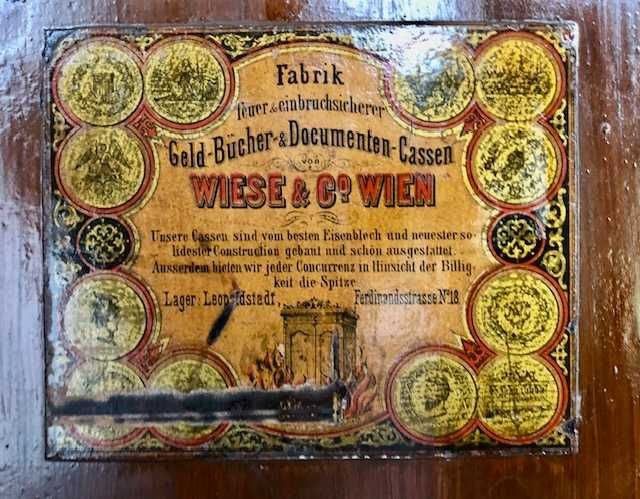 Fabrik
feuer & einbruchsicherer
Geld-Bücher-& Documenten-Cassen
von
WIESE & Cº WIEN
Unsere Cassen sind vom besten Eisenblech und neuester so-
lidester Construction gebaut und schön ausgestattet.
Ausserdem bieten wir jeder Concurrenz in Hinsicht der Billig-
keit die Spitze
Lager: Leopoldstadt, Ferdinandsstrasse Nº 18.